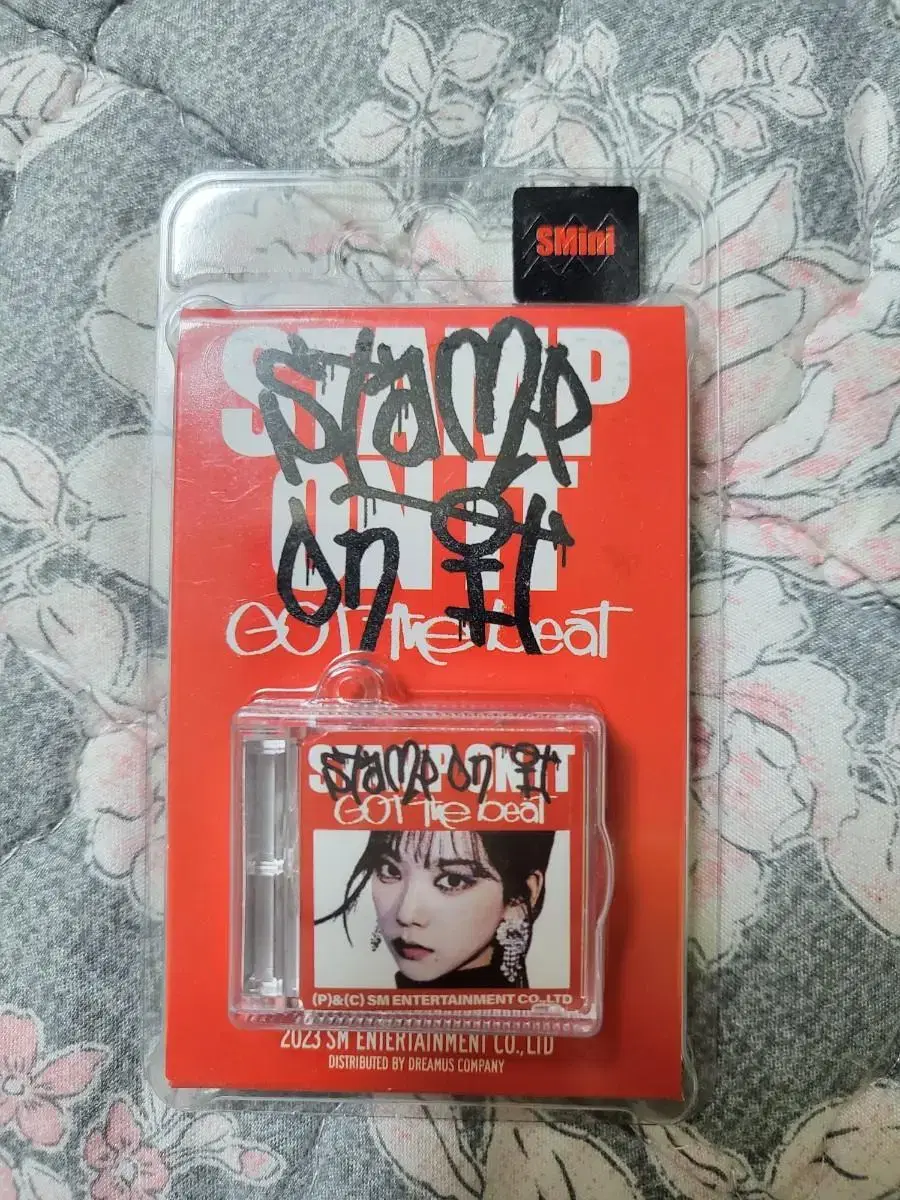 SMini
STAMP
ON IT
stamp
on it
GOT the beat
STAMP ON IT
stamp on it
GOT the beat
(P)&(C) SM ENTERTAINMENT CO.,LTD
2023 SM ENTERTAINMENT CO., LTD
DISTRIBUTED BY DREAMUS COMPANY